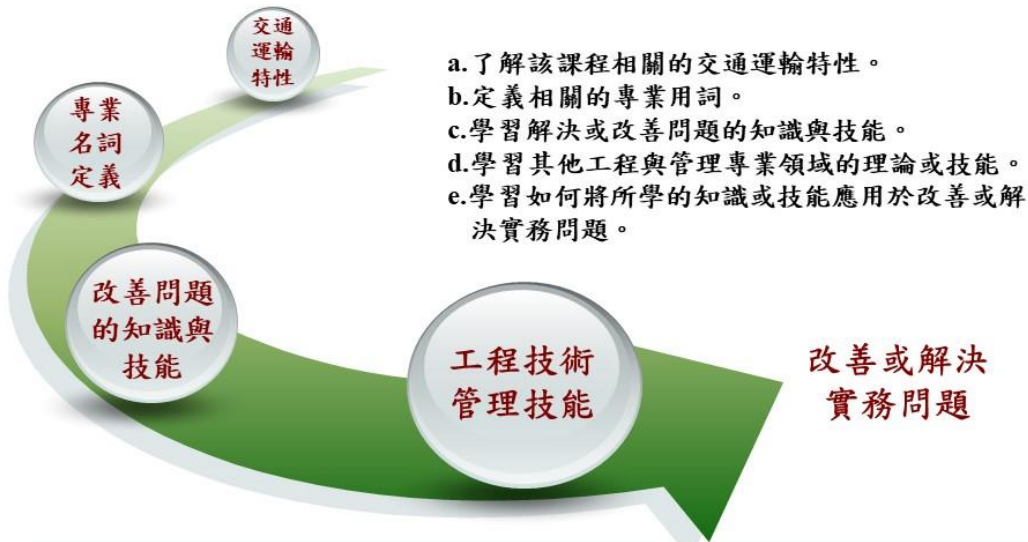 交通
運輸
特性
專業
名詞
定義
改善問題
的知識與
技能
工程技術
管理技能
改善或解決
實務問題
a.了解該課程相關的交通運輸特性。
b.定義相關的專業用詞。
c.學習解決或改善問題的知識與技能。
d.學習其他工程與管理專業領域的理論或技能。
e.學習如何將所學的知識或技能應用於改善或解
決實務問題。